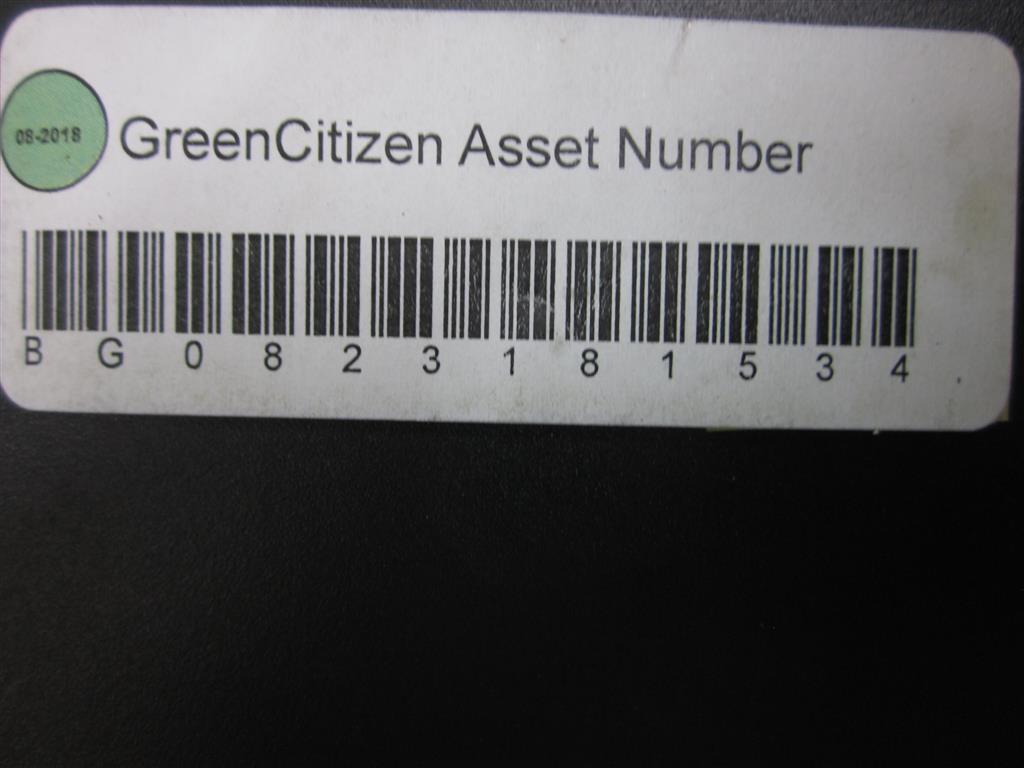 08-2018
GreenCitizen Asset Number
B G 0 8 2 3 1 8 1 5 3 4